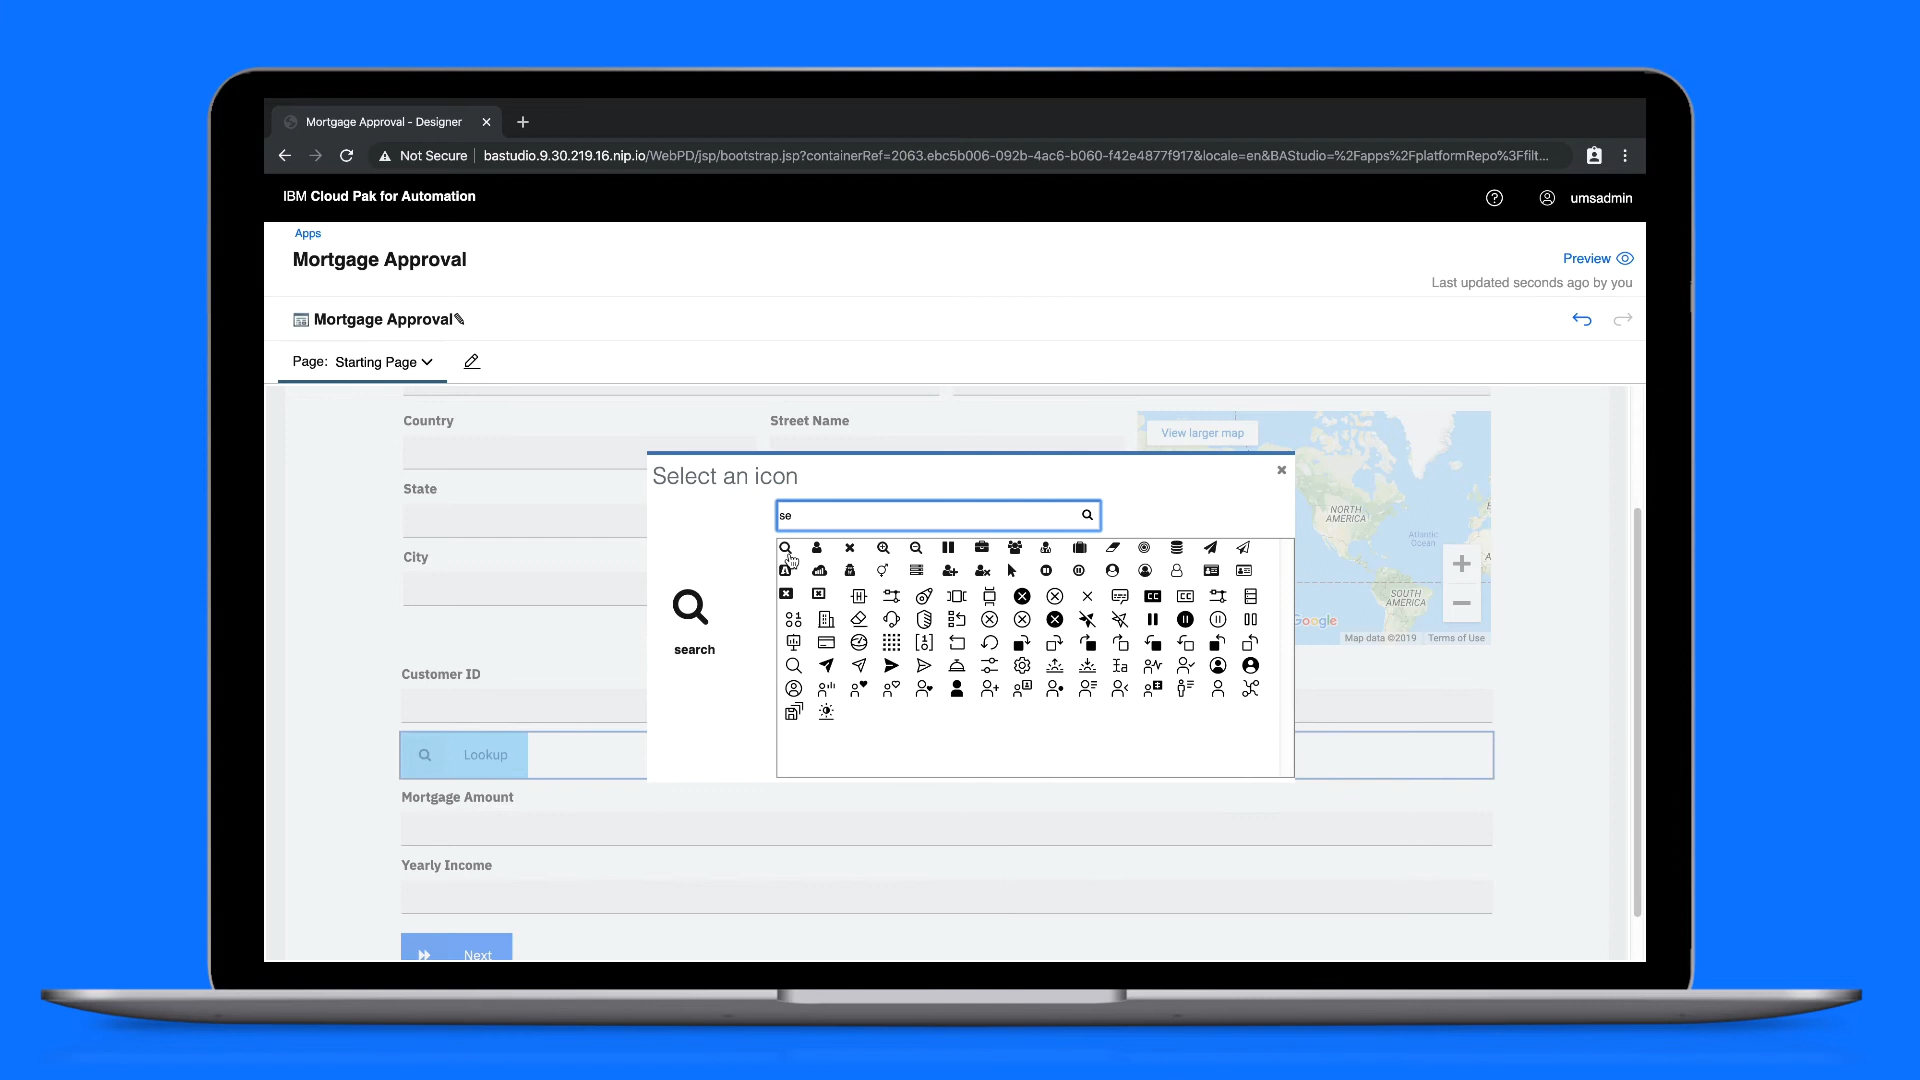 Mortgage Approval - Designer
Not Secure
bastudio.9.30.219.16.nip.io/WebPD/jsp/bootstrap.jsp?containerRef=2063.ebc5b006-092b-4ac6-b060-f42e4877f917&locale=en&BAStudio=%2Fapps%2FplatformRepo%3Ffilt...
IBM Cloud Pak for Automation
umsadmin
Apps
Mortgage Approval
Preview
Last updated seconds ago by you
Mortgage Approval
Page: Starting Page
Country
Street Name
View larger map
State
City
Select an icon
se
search
NORTH AMERICA
Atlantic Ocean
SOUTH AMERICA
Google
Map data ©2019 Terms of Use
Customer ID
Lookup
Mortgage Amount
Yearly Income
Next